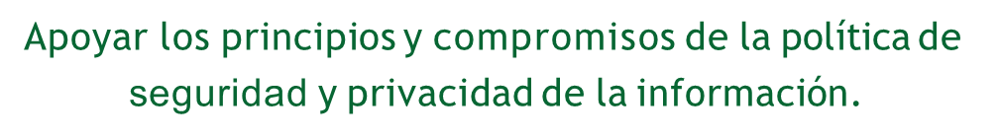 Apoyar los principios y compromisos de la política de
seguridad y privacidad de la información.